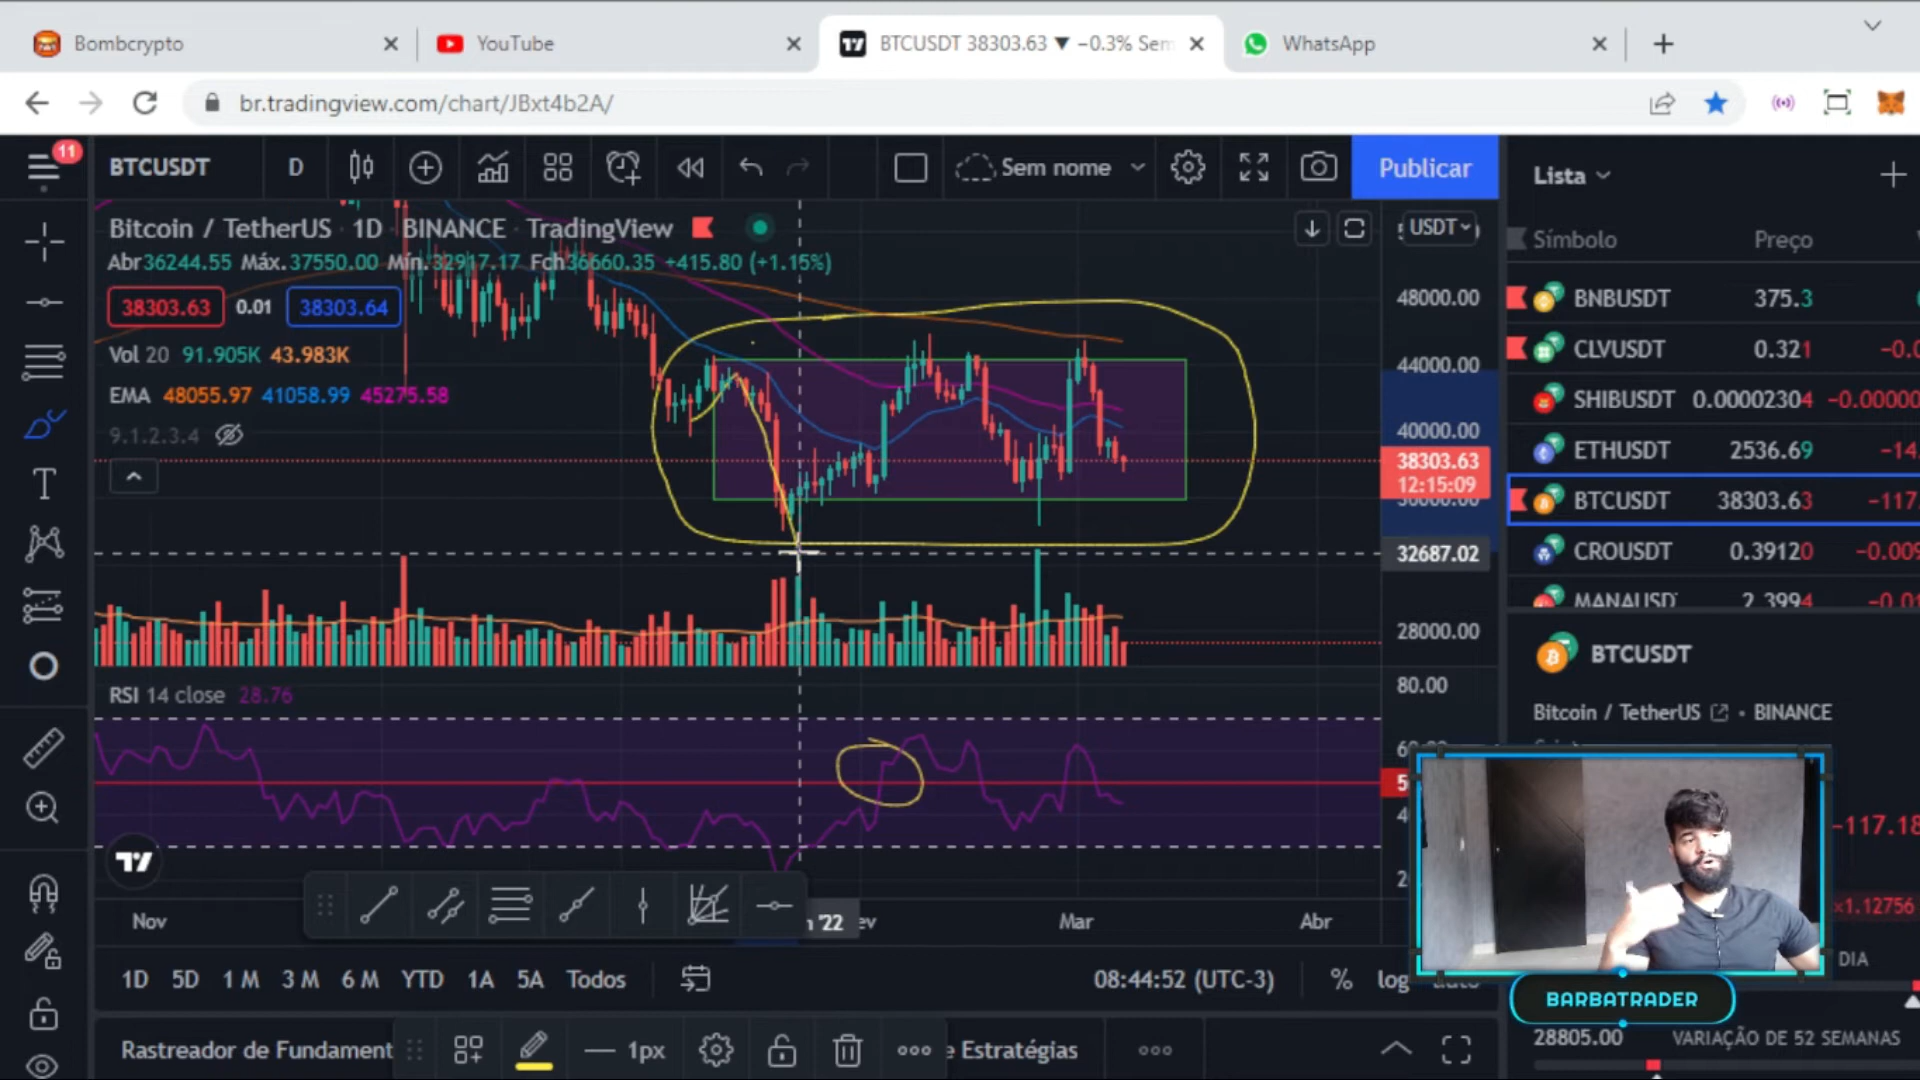 Bombcrypto
YouTube
BTCUSDT 38303.63 ▼ −0.3% Sem
WhatsApp
br.tradingview.com/chart/JBxt4b2A/
11
BTCUSDT
D
Sem nome
Publicar
Lista
Bitcoin / TetherUS · 1D · BINANCE · TradingView
USDT
Símbolo
Preço
Abr36244.55 Máx.37550.00 Mín.32917.17 Fch36660.35 +415.80 (+1.15%)
38303.63
0.01
38303.64
Vol 20 91.905K 43.983K
EMA 48055.97 41058.99 45275.58
9.1.2.3.4
48000.00
44000.00
40000.00
38303.63
12:15:09
36000.00
32687.02
28000.00
BNBUSDT 375.3
CLVUSDT 0.321 −0.0
SHIBUSDT 0.00002304 −0.00000
ETHUSDT 2536.69 −14.
BTCUSDT 38303.63 −117.
CROUSDT 0.39120 −0.009
MANAUSDT 2.3994 −0.01
BTCUSDT
Bitcoin / TetherUS · BINANCE
RSI 14 close 28.76
80.00
−117.18
×1.12756
Nov
'22
ev
Mar
Abr
1D 5D 1 M 3 M 6 M YTD 1A 5A Todos
08:44:52 (UTC-3)
%
log
auto
DIA
BARBATRADER
28805.00
VARIAÇÃO DE 52 SEMANAS
Rastreador de Fundament
1px
e Estratégias